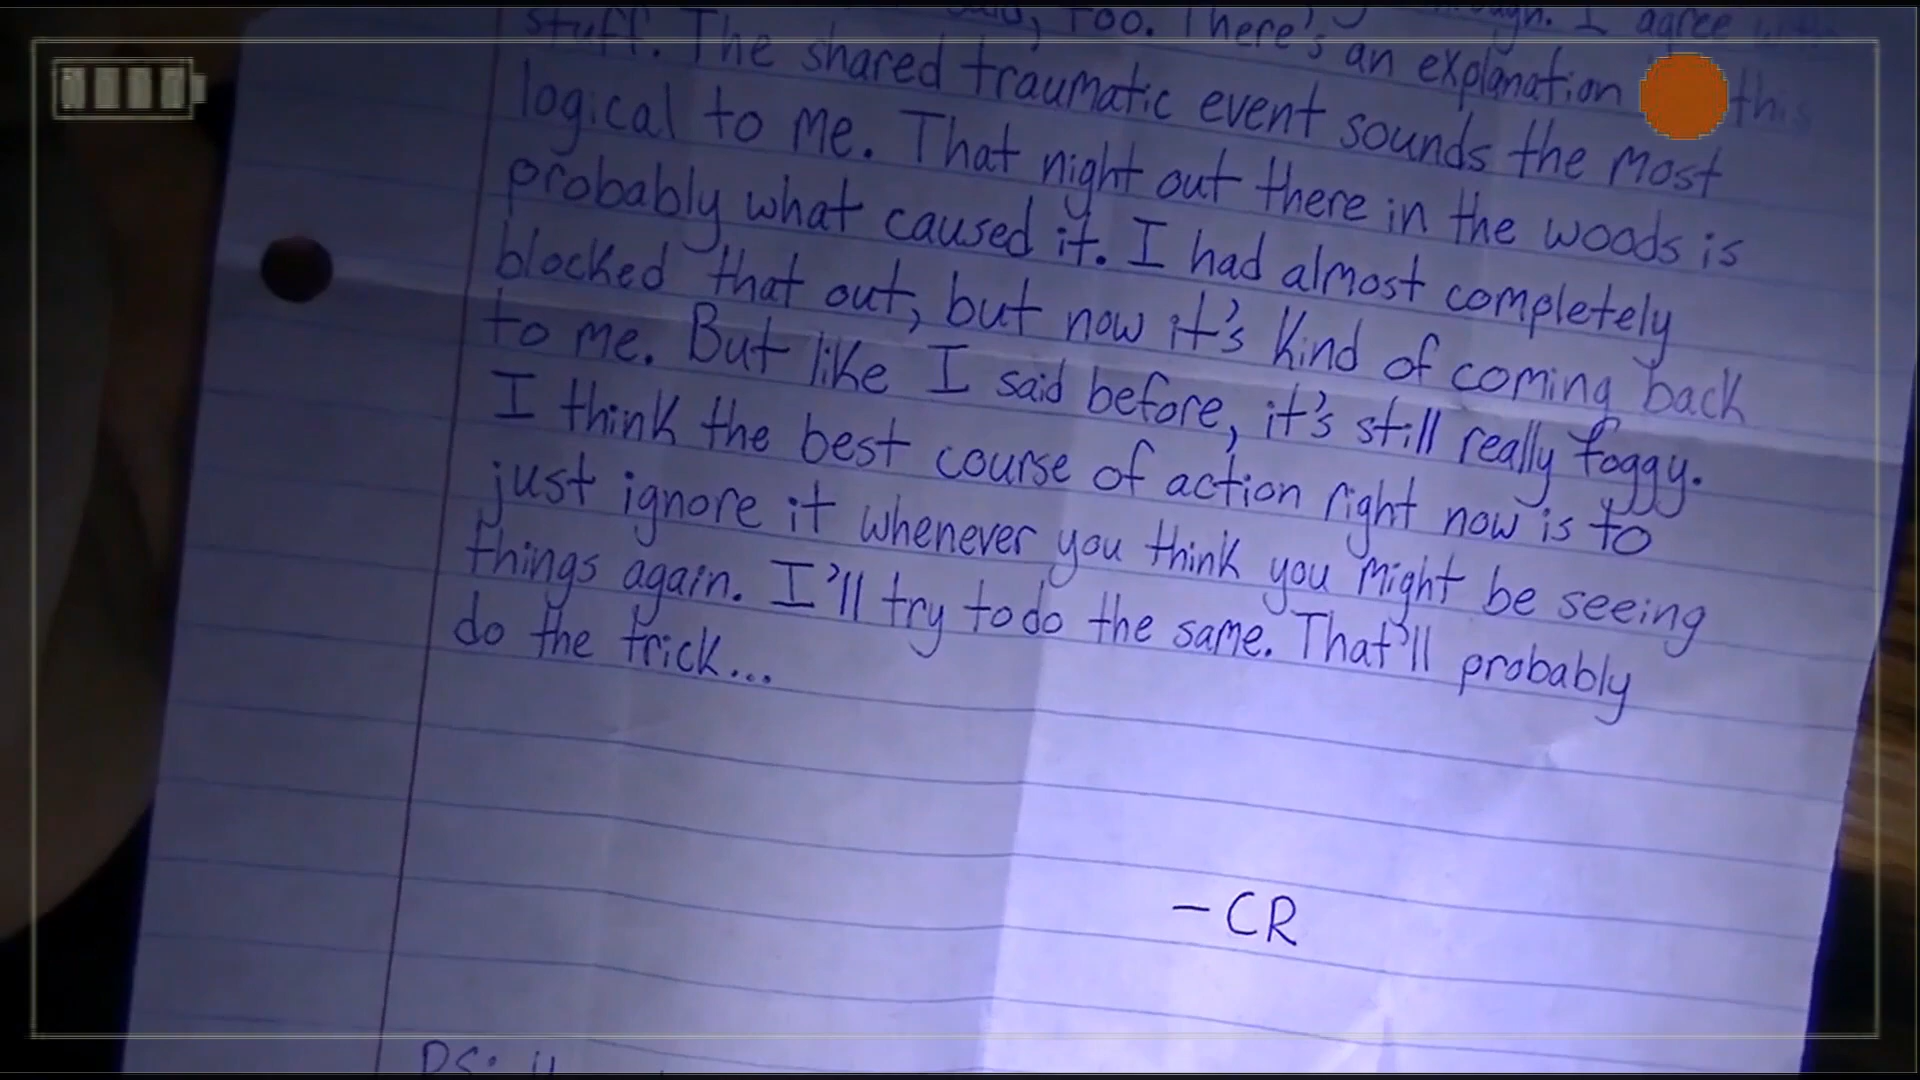 too. There's an explanation this
stuff. The shared traumatic event sounds the most
logical to me. That night out there in the woods is
probably what caused it. I had almost completely
blocked that out, but now it's kind of coming back
to me. But like I said before, it's still really foggy.
I think the best course of action right now is to
just ignore it whenever you think you might be seeing
things again. I'll try to do the same. That'll probably
do the trick...
-CR
PS: